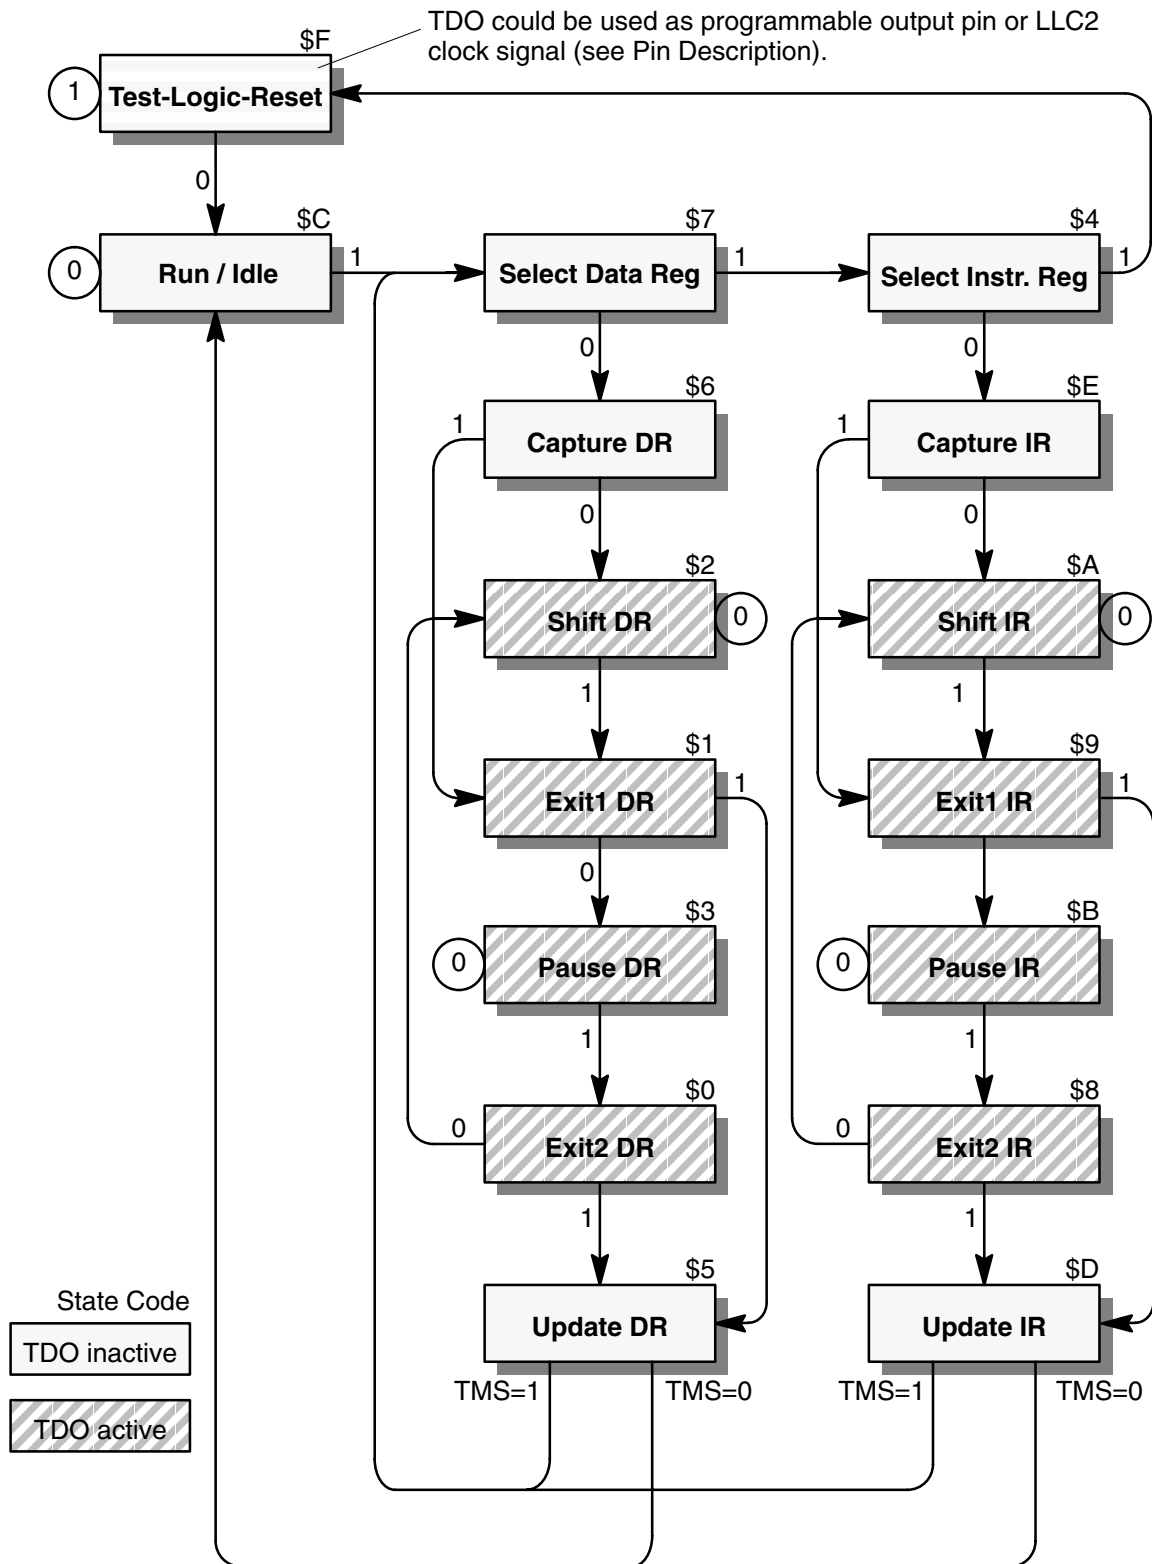 TDO could be used as programmable output pin or LLC2
clock signal (see Pin Description).
$F
1
Test-Logic-Reset
0
$C
$7
$4
0
Run / Idle
1
Select Data Reg
1
Select Instr. Reg
1
0
0
$6
$E
1
Capture DR
1
Capture IR
0
0
$2
$A
Shift DR
0
Shift IR
0
1
1
$1
$9
Exit1 DR
1
Exit1 IR
1
0
$3
$B
0
Pause DR
0
Pause IR
1
1
$0
$8
0
Exit2 DR
0
Exit2 IR
1
1
$5
$D
State Code
Update DR
Update IR
TDO inactive
TMS=1
TMS=0
TMS=1
TMS=0
TDO active